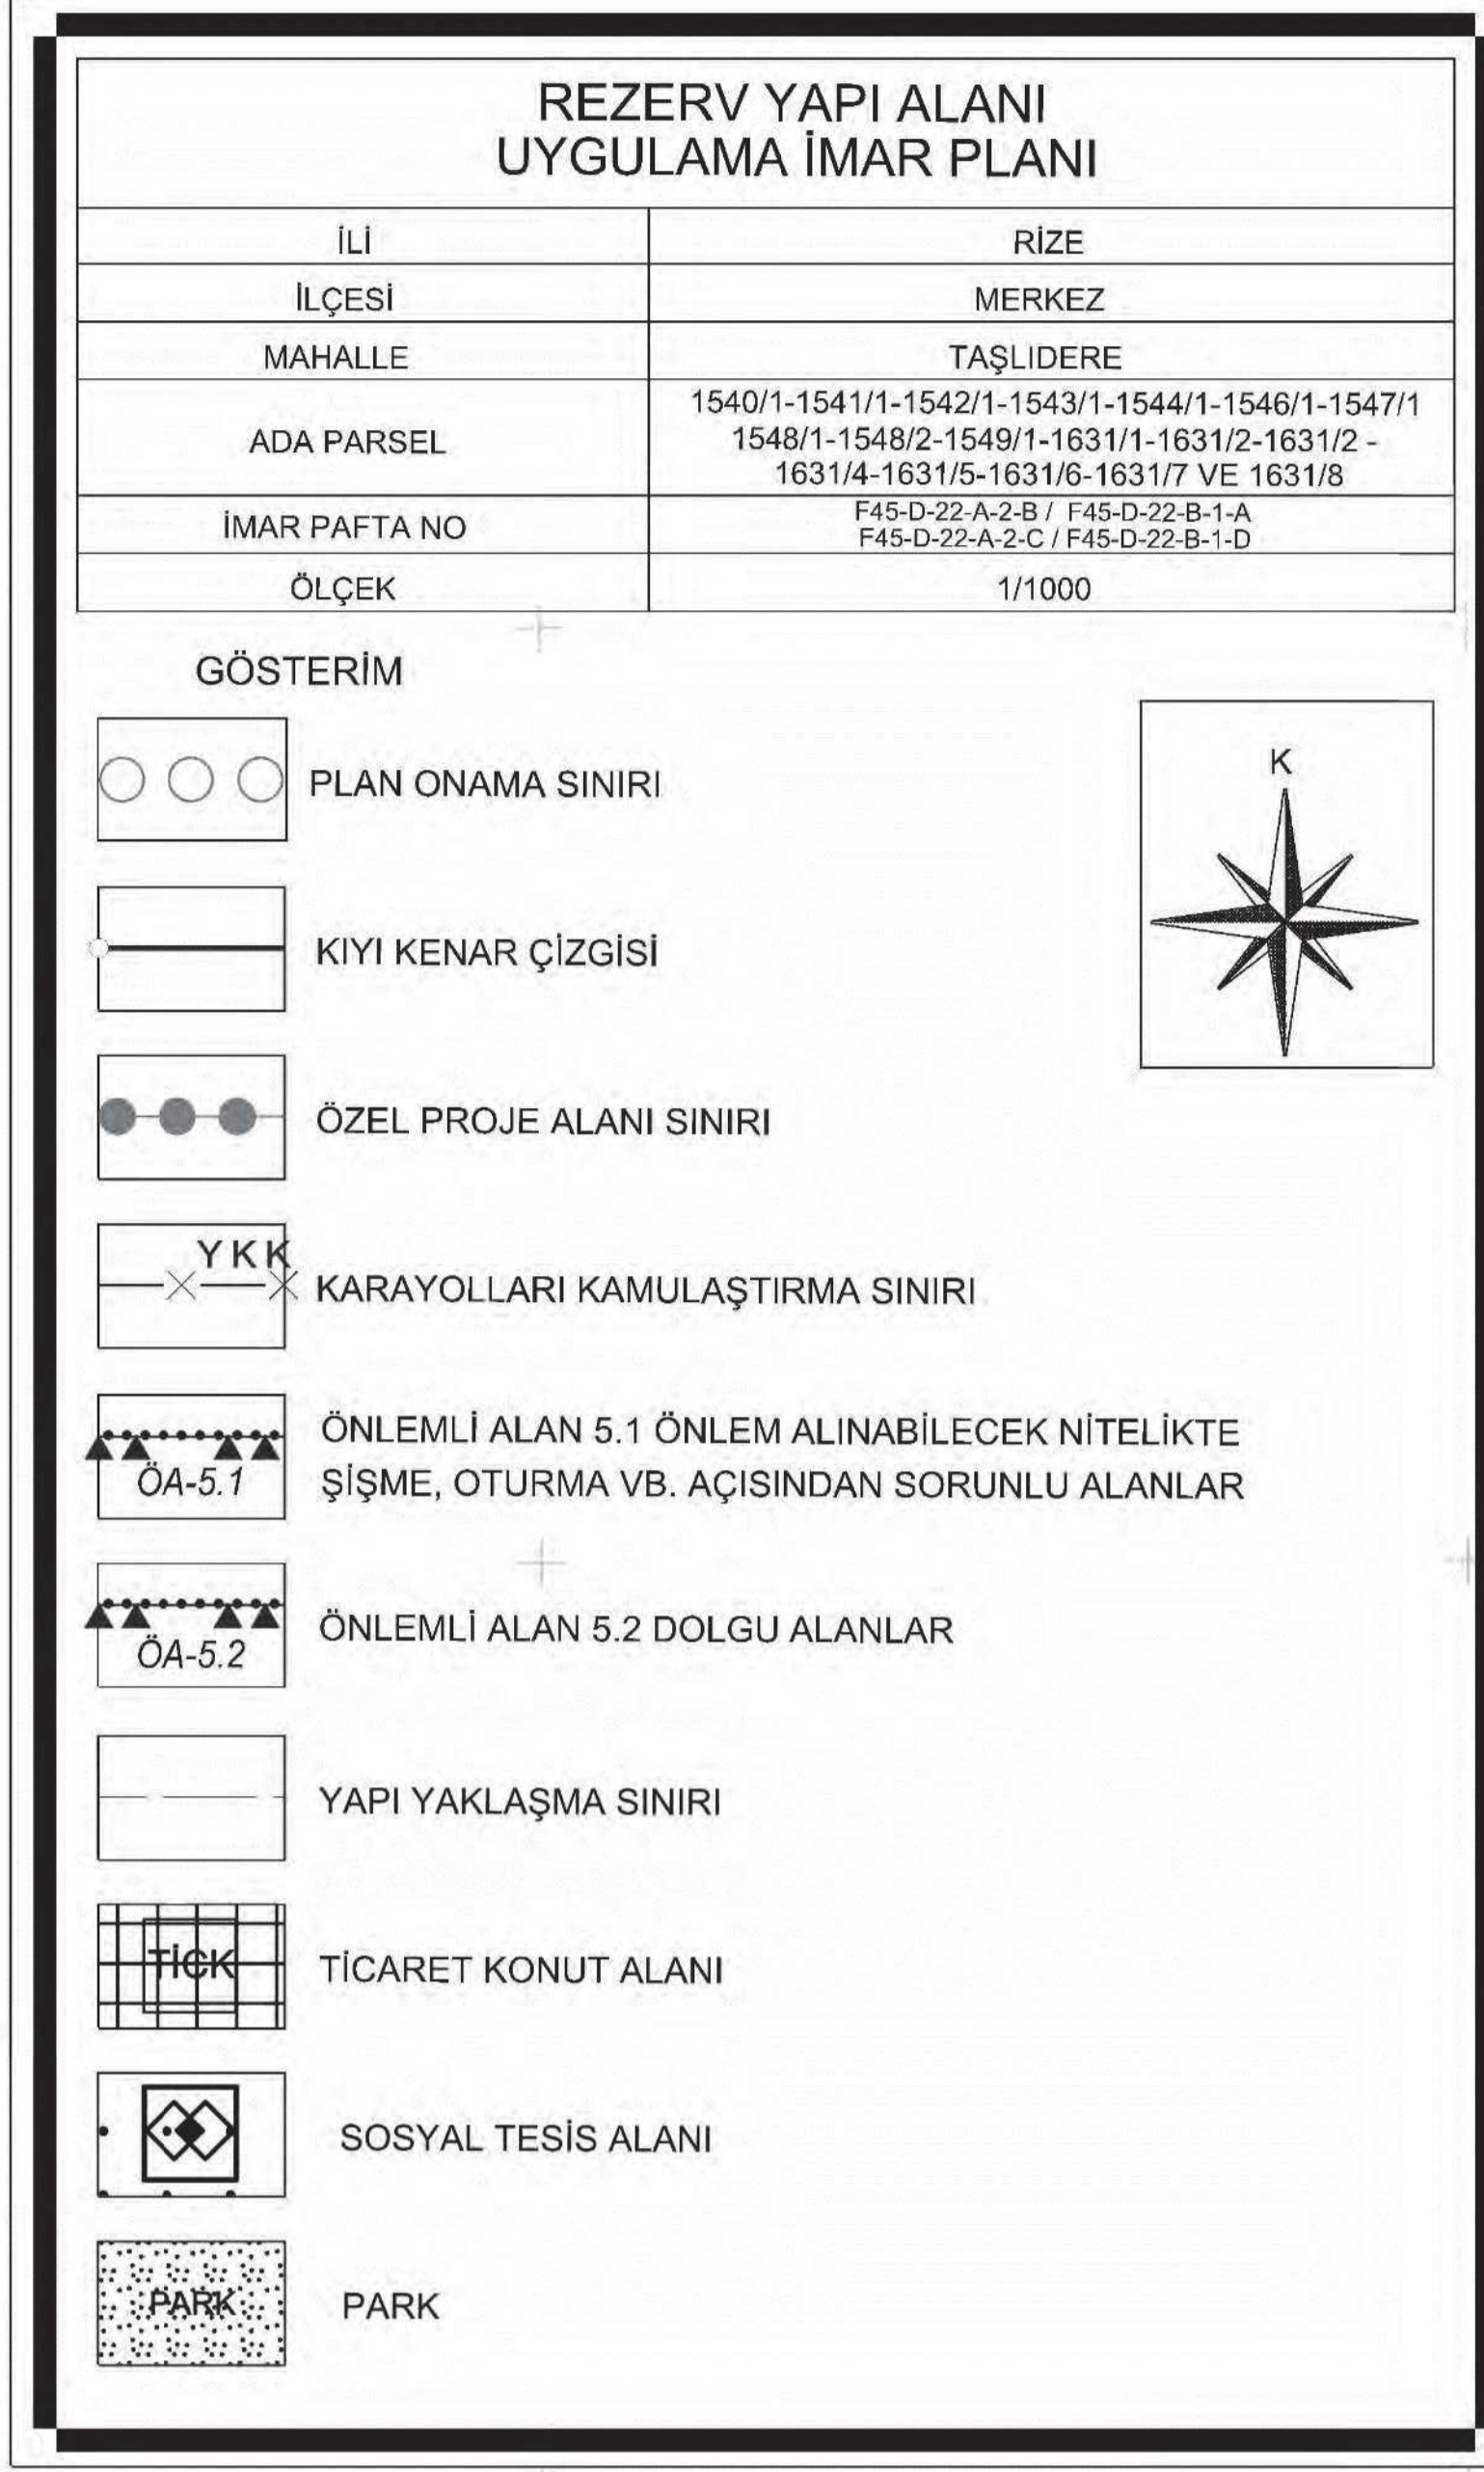 REZERV YAPI ALANI
UYGULAMA İMAR PLANI
İLİ RİZE
İLÇESİ MERKEZ
MAHALLE TAŞLIDERE
ADA PARSEL
1540/1-1541/1-1542/1-1543/1-1544/1-1546/1-1547/1
1548/1-1548/2-1549/1-1631/1-1631/2-1631/2 -
1631/4-1631/5-1631/6-1631/7 VE 1631/8
İMAR PAFTA NO
F45-D-22-A-2-B / F45-D-22-B-1-A
F45-D-22-A-2-C / F45-D-22-B-1-D
ÖLÇEK 1/1000
GÖSTERİM
K
PLAN ONAMA SINIRI
KIYI KENAR ÇİZGİSİ
ÖZEL PROJE ALANI SINIRI
YKK
KARAYOLLARI KAMULAŞTIRMA SINIRI
ÖA-5.1
ÖNLEMLİ ALAN 5.1 ÖNLEM ALINABİLECEK NİTELİKTE
ŞİŞME, OTURMA VB. AÇISINDAN SORUNLU ALANLAR
ÖA-5.2
ÖNLEMLİ ALAN 5.2 DOLGU ALANLAR
YAPI YAKLAŞMA SINIRI
TİCK
TİCARET KONUT ALANI
SOSYAL TESİS ALANI
PARK
PARK